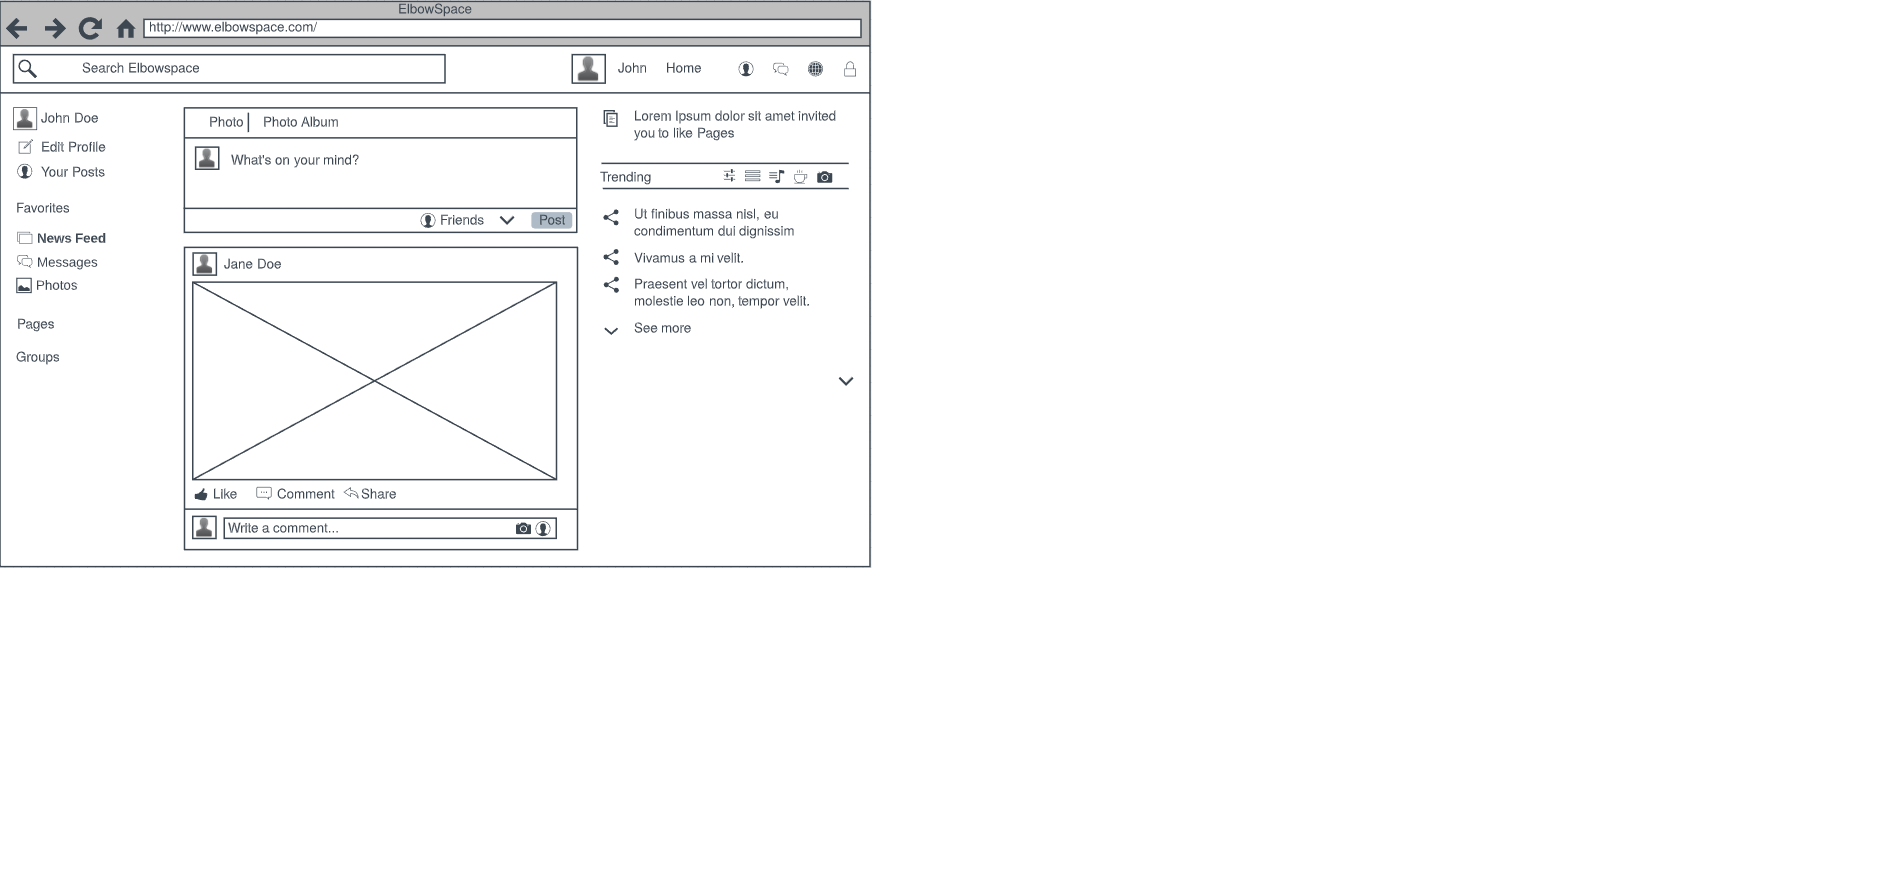 ElbowSpace
http://www.elbowspace.com/
Search Elbowspace
John Home
John Doe
Edit Profile
Your Posts
Favorites
News Feed
Messages
Photos
Pages
Groups
Photo Photo Album
What's on your mind?
Friends Post
Jane Doe
Like Comment Share
Write a comment...
Lorem Ipsum dolor sit amet invited
you to like Pages
Trending
Ut finibus massa nisl, eu
condimentum dui dignissim
Vivamus a mi velit.
Praesent vel tortor dictum,
molestie leo non, tempor velit.
See more